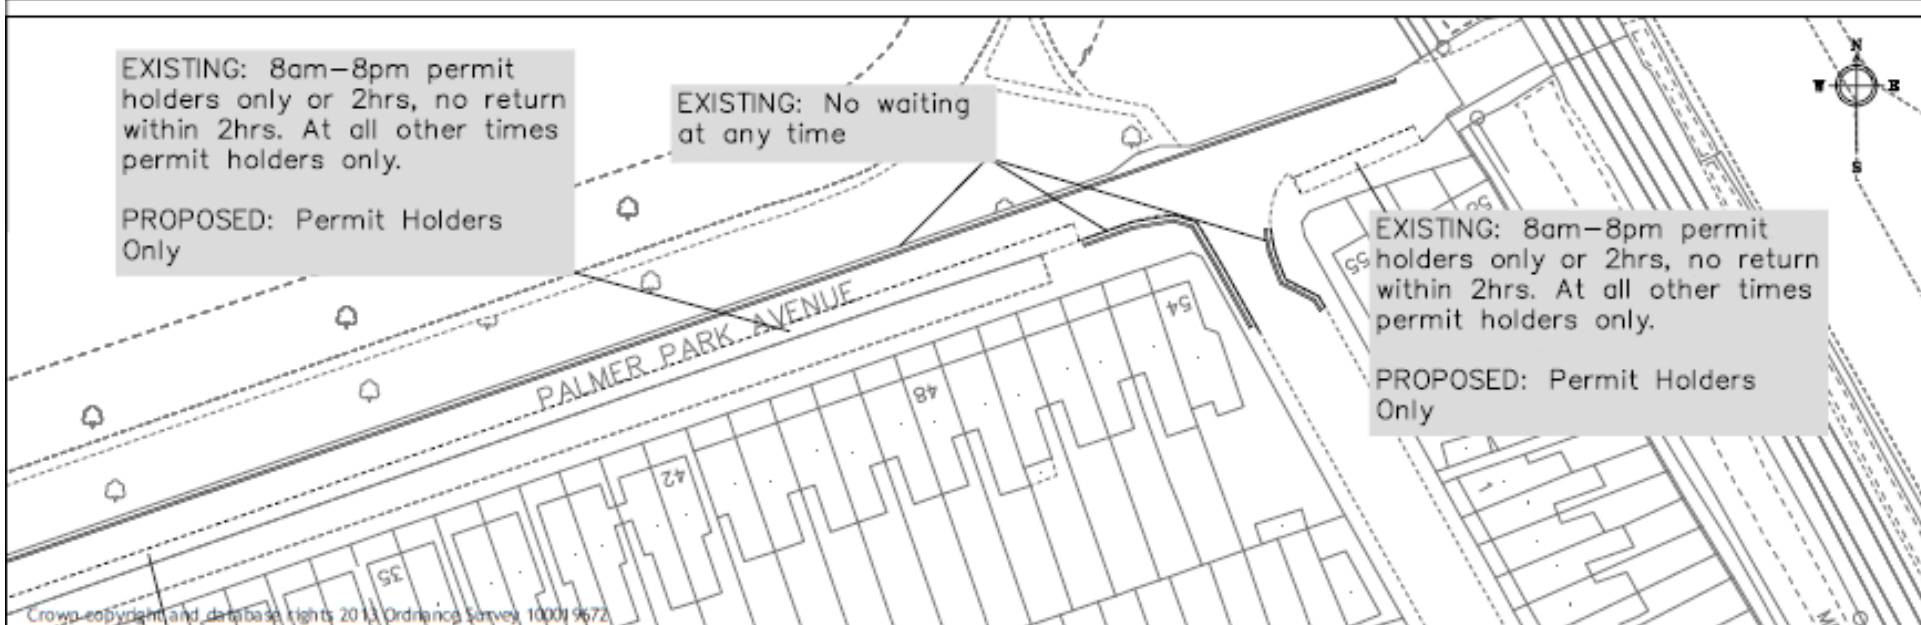 EXISTING: 8am-8pm permit
holders only or 2hrs, no return
within 2hrs. At all other times
permit holders only.
PROPOSED: Permit Holders
Only
EXISTING: No waiting
at any time
N
W
E
S
EXISTING: 8am-8pm permit
holders only or 2hrs, no return
within 2hrs. At all other times
permit holders only.
PROPOSED: Permit Holders
Only
PALMER PARK AVENUE
54
55
48
42
35
Crown copyright and database rights 2013 Ordnance Survey 100019672